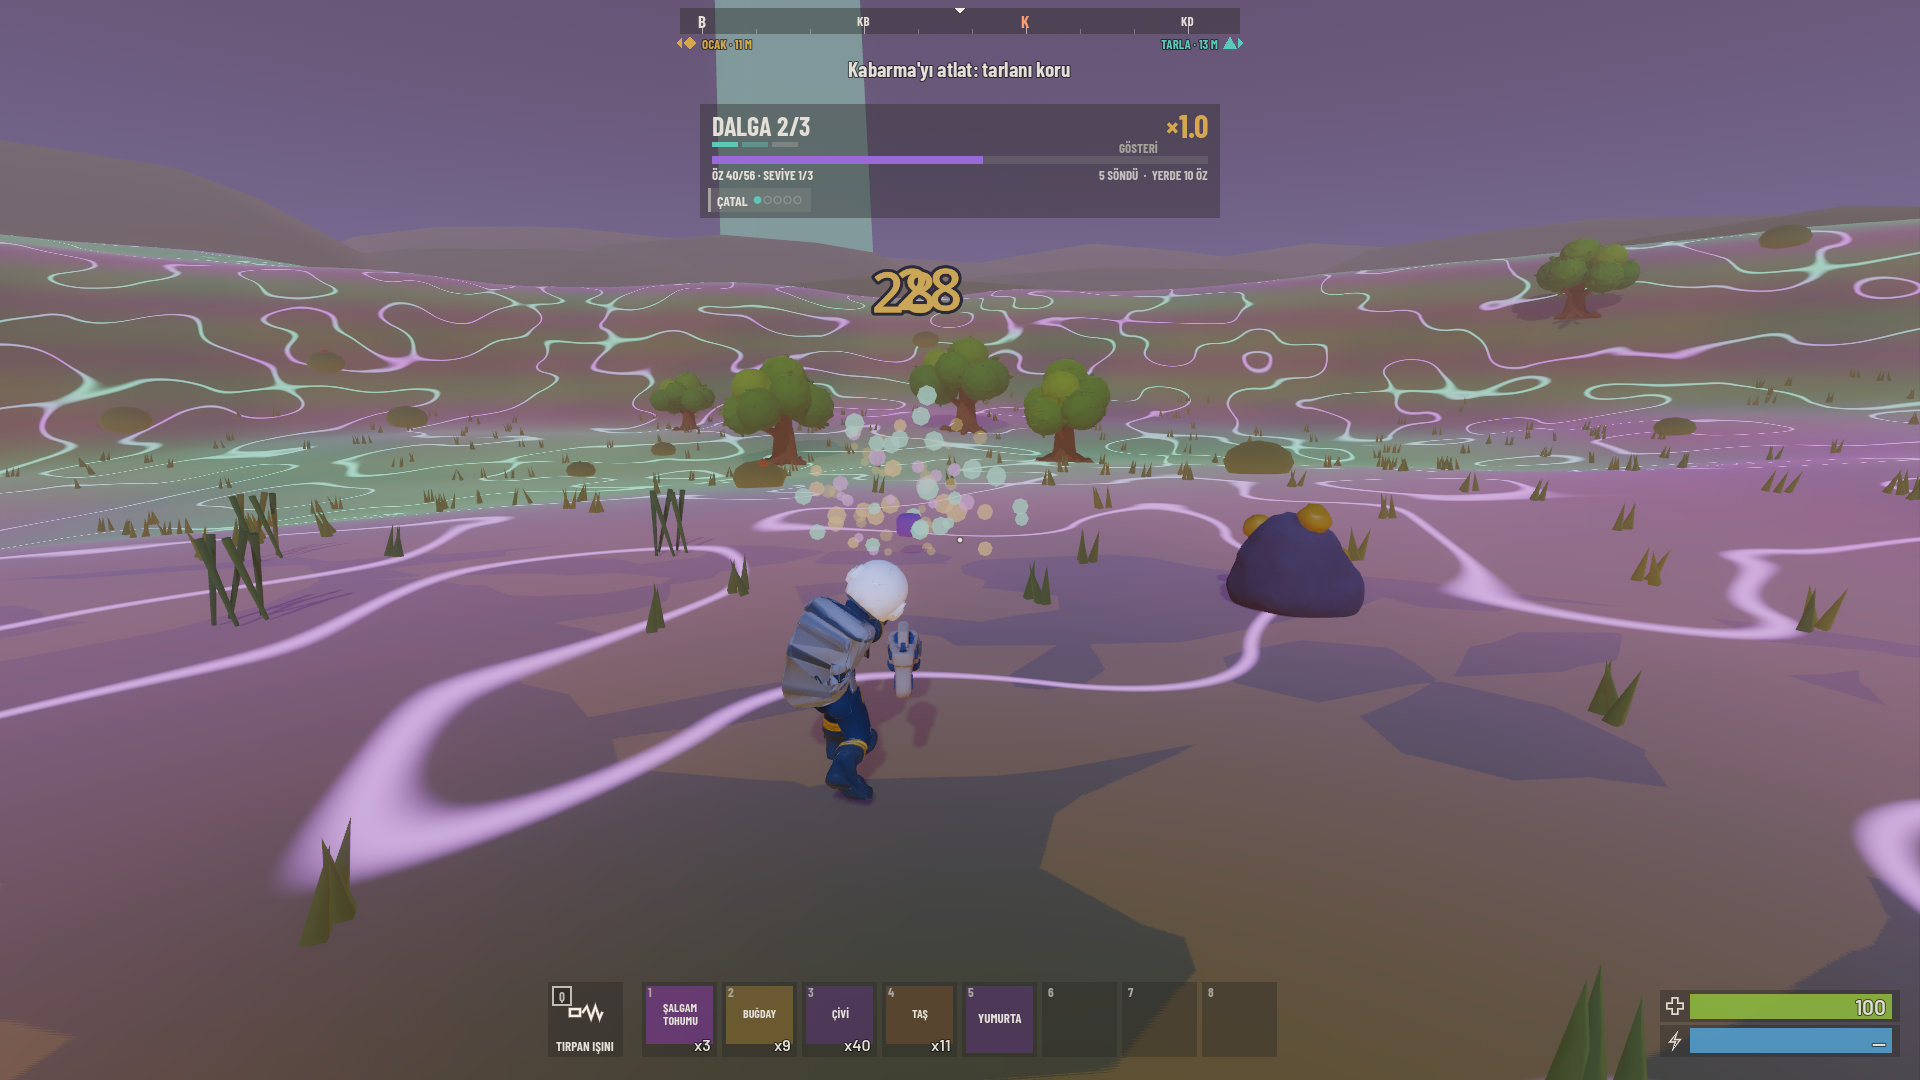 B KB K KD
OCAK · 11 M TARLA · 13 M
Kabarma'yı atlat: tarlanı koru
DALGA 2/3 ×1.0
GÖSTERİ
ÖZ 40/56 · SEVİYE 1/3 5 SÖNDÜ · YERDE 10 ÖZ
ÇATAL
Q
TIRPAN IŞINI
1 ŞALGAM TOHUMU x3
2 BUĞDAY x9
3 ÇİVİ x40
4 TAŞ x11
5 YUMURTA
6
7
8
100
—